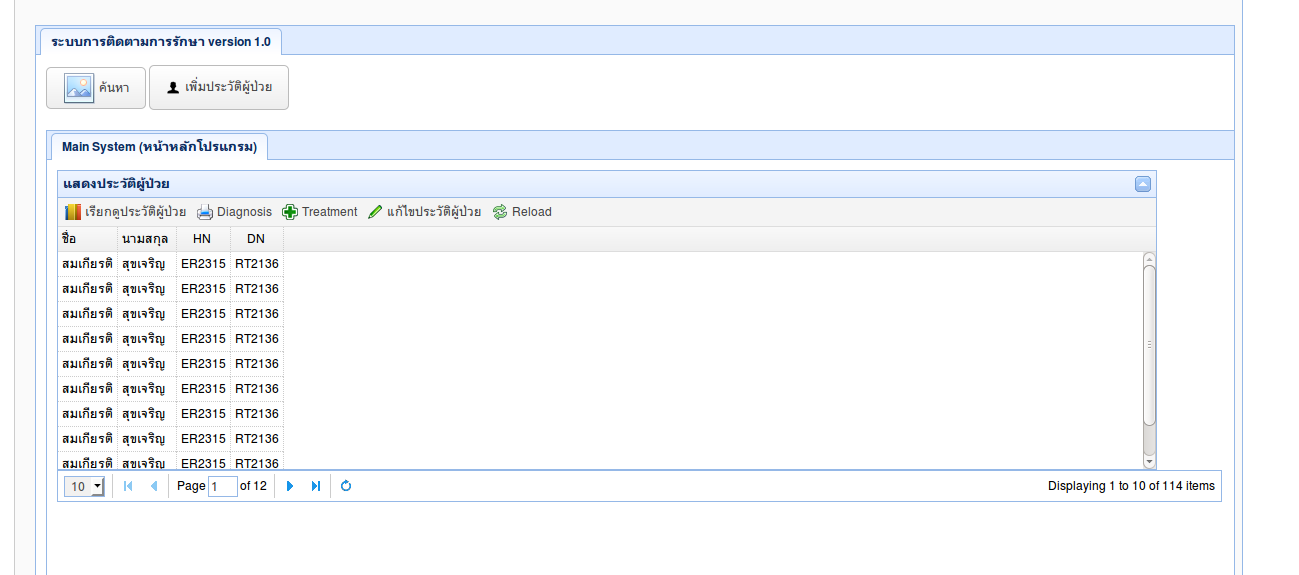 ระบบการติดตามการรักษา version 1.0
ค้นหา เพิ่มประวัติผู้ป่วย
Main System (หน้าหลักโปรแกรม)
แสดงประวัติผู้ป่วย
เรียกดูประวัติผู้ป่วย Diagnosis Treatment แก้ไขประวัติผู้ป่วย Reload
ชื่อ นามสกุล HN DN
สมเกียรติ สุขเจริญ ER2315 RT2136
สมเกียรติ สุขเจริญ ER2315 RT2136
สมเกียรติ สุขเจริญ ER2315 RT2136
สมเกียรติ สุขเจริญ ER2315 RT2136
สมเกียรติ สุขเจริญ ER2315 RT2136
สมเกียรติ สุขเจริญ ER2315 RT2136
สมเกียรติ สุขเจริญ ER2315 RT2136
สมเกียรติ สุขเจริญ ER2315 RT2136
สมเกียรติ สุขเจริญ ER2315 RT2136
10 Page 1 of 12 Displaying 1 to 10 of 114 items